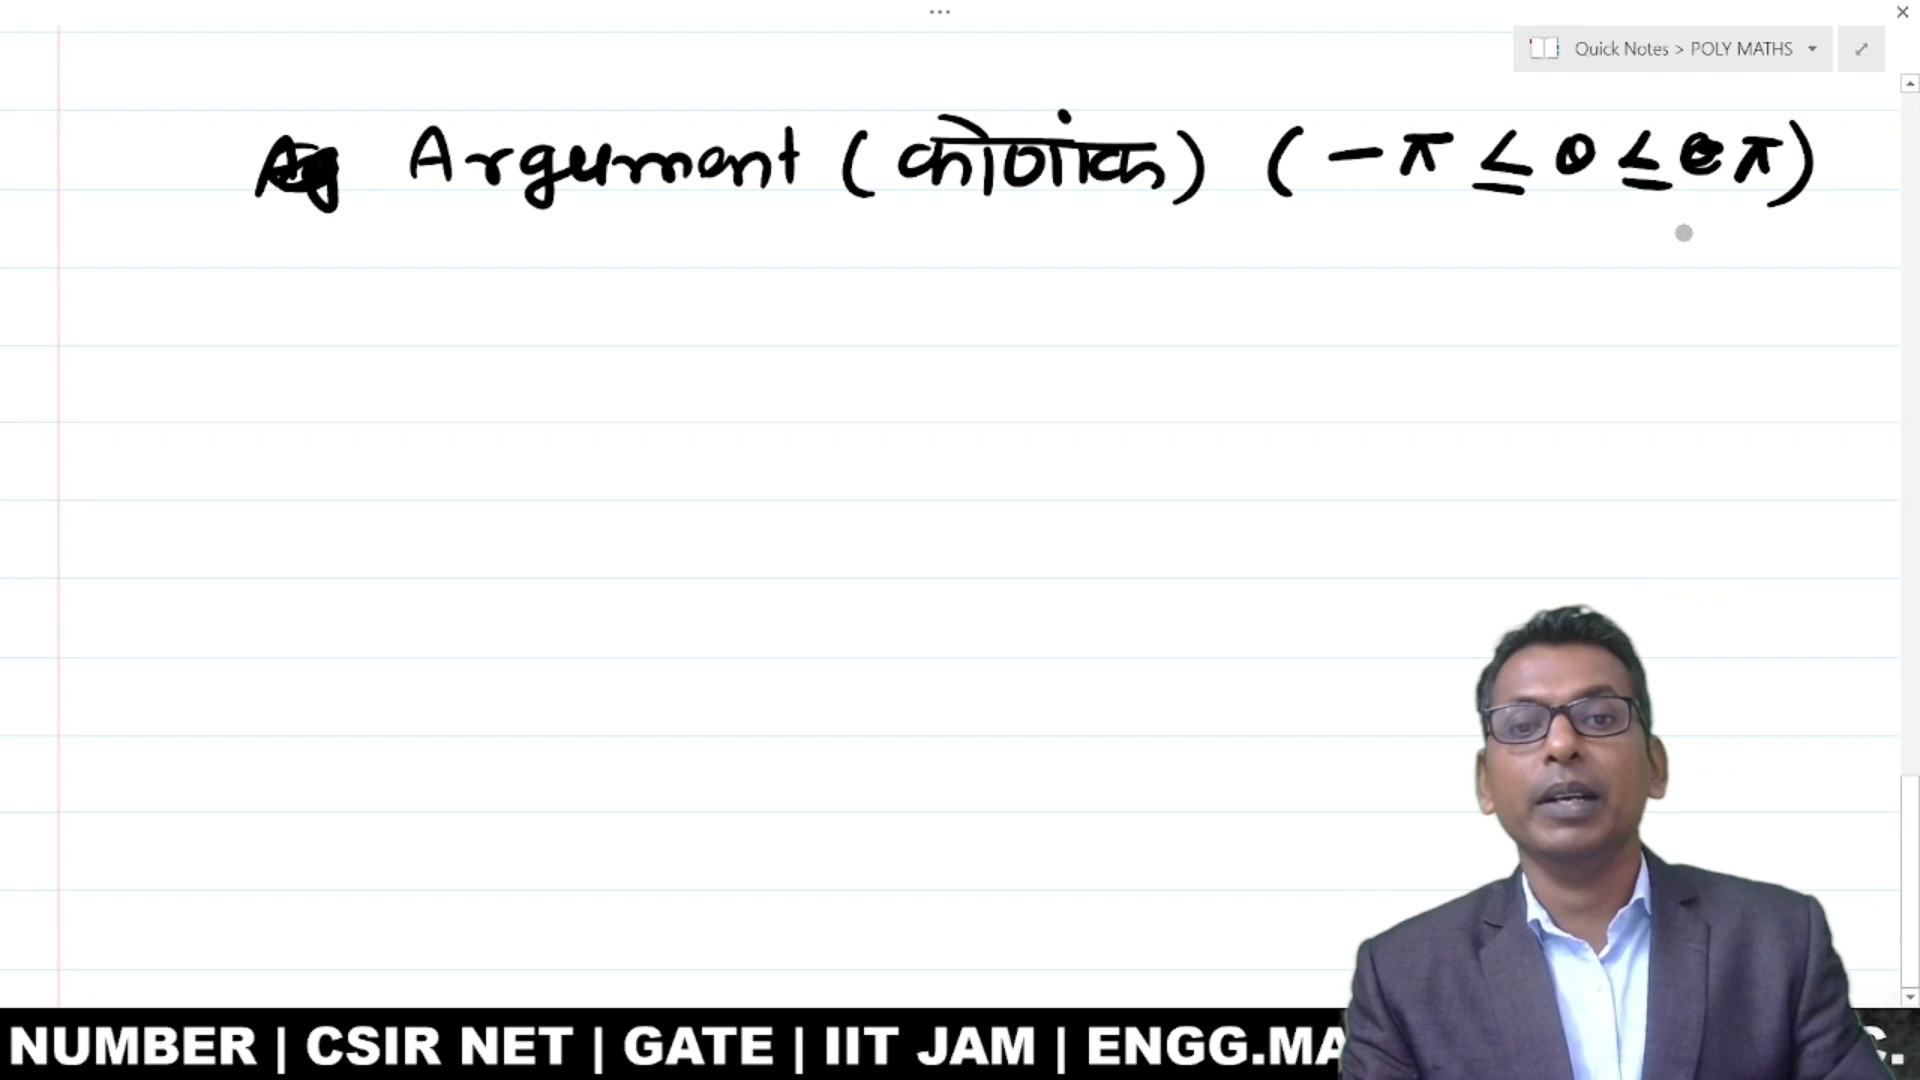 Quick Notes > POLY MATHS
Argument (कोणांक) (-π ≤ θ ≤ π)
NUMBER | CSIR NET | GATE | IIT JAM | ENGG.MA